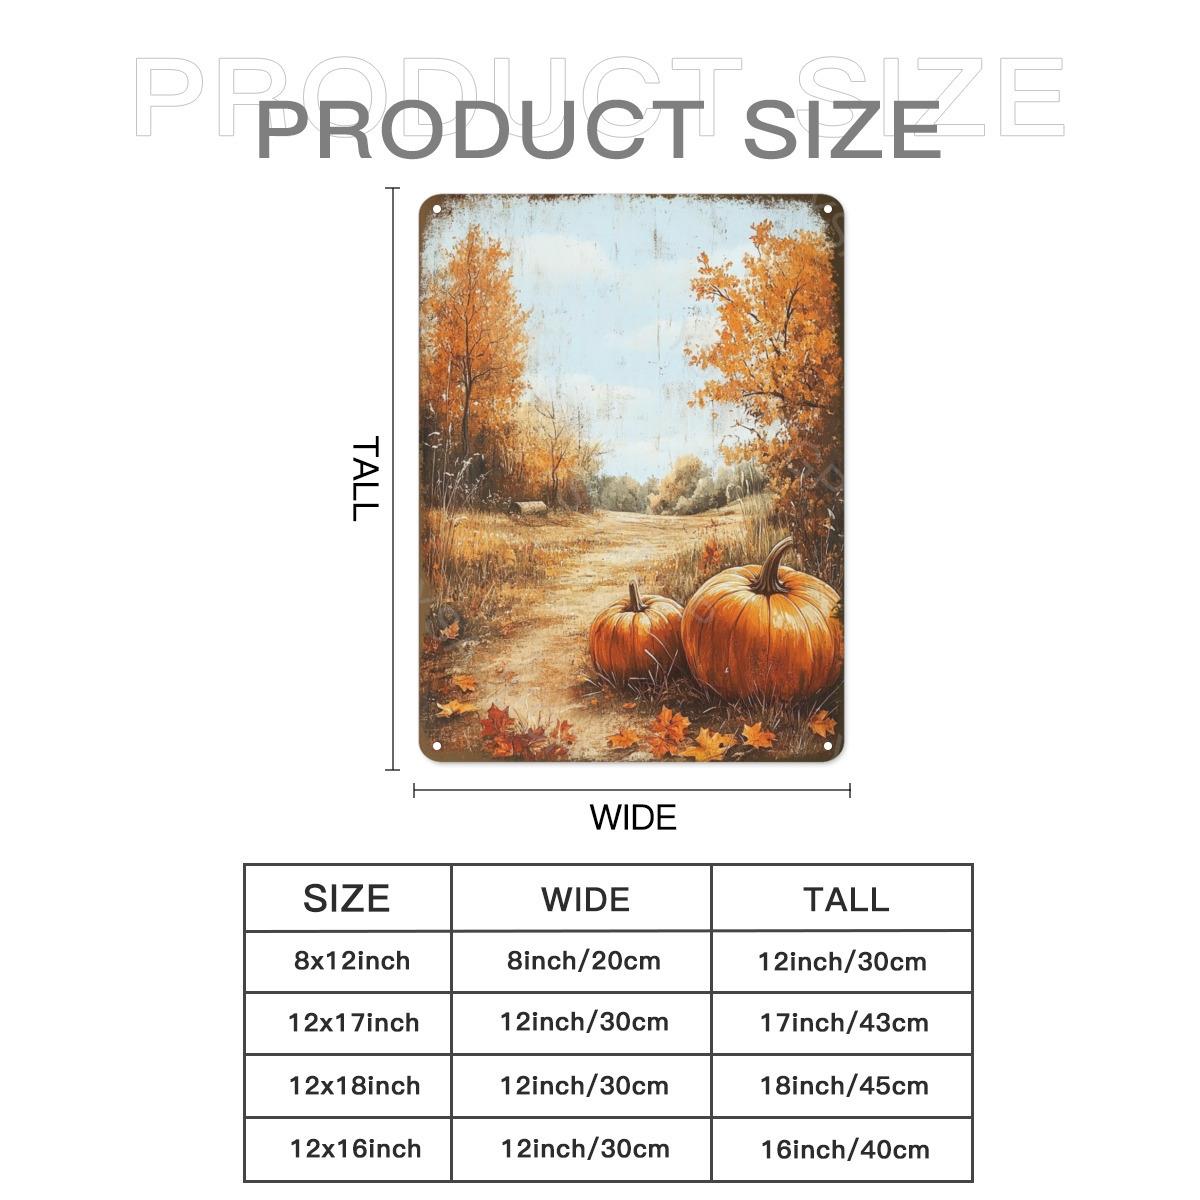 PRODUCT SIZE
PRODUCT SIZE
TALL
WIDE
SIZE WIDE TALL
8x12inch 8inch/20cm 12inch/30cm
12x17inch 12inch/30cm 17inch/43cm
12x18inch 12inch/30cm 18inch/45cm
12x16inch 12inch/30cm 16inch/40cm